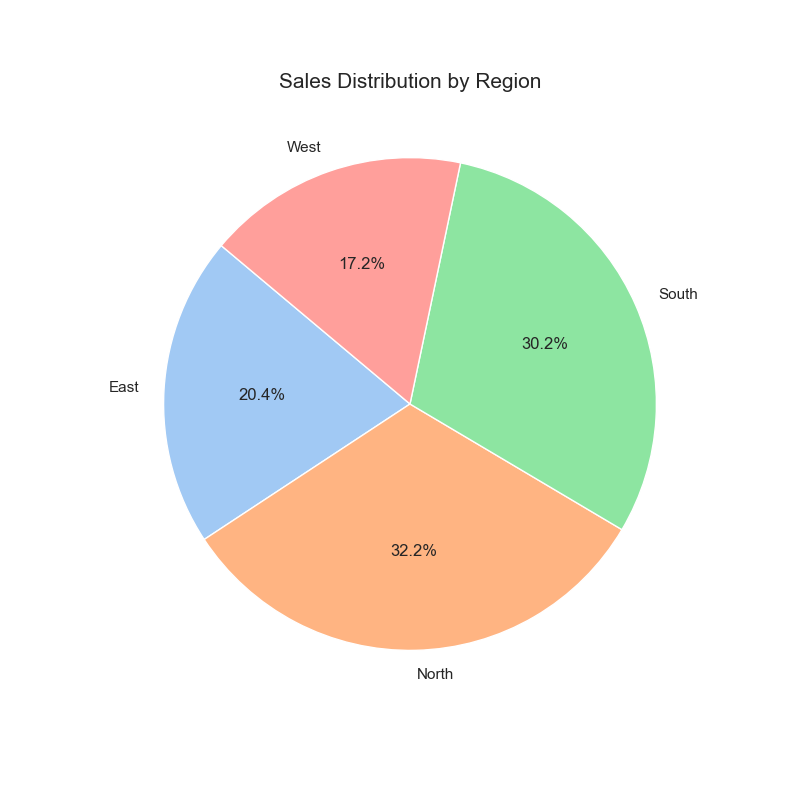 Sales Distribution by Region
West
17.2%
South
30.2%
East
20.4%
32.2%
North